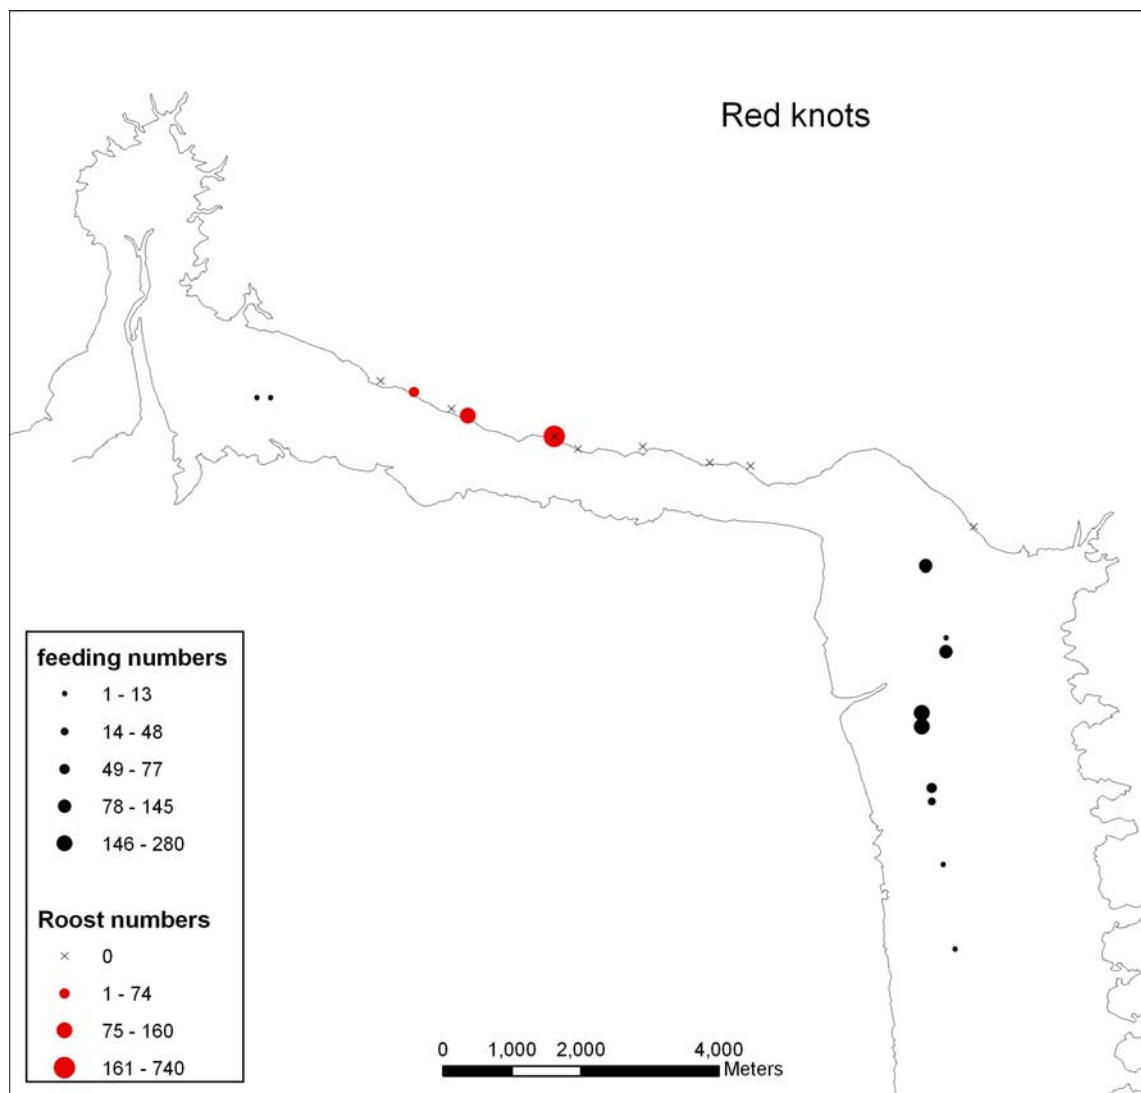 Red knots
feeding numbers
1 - 13
14 - 48
49 - 77
78 - 145
146 - 280
Roost numbers
0
1 - 74
75 - 160
161 - 740
0 1,000 2,000 4,000
Meters